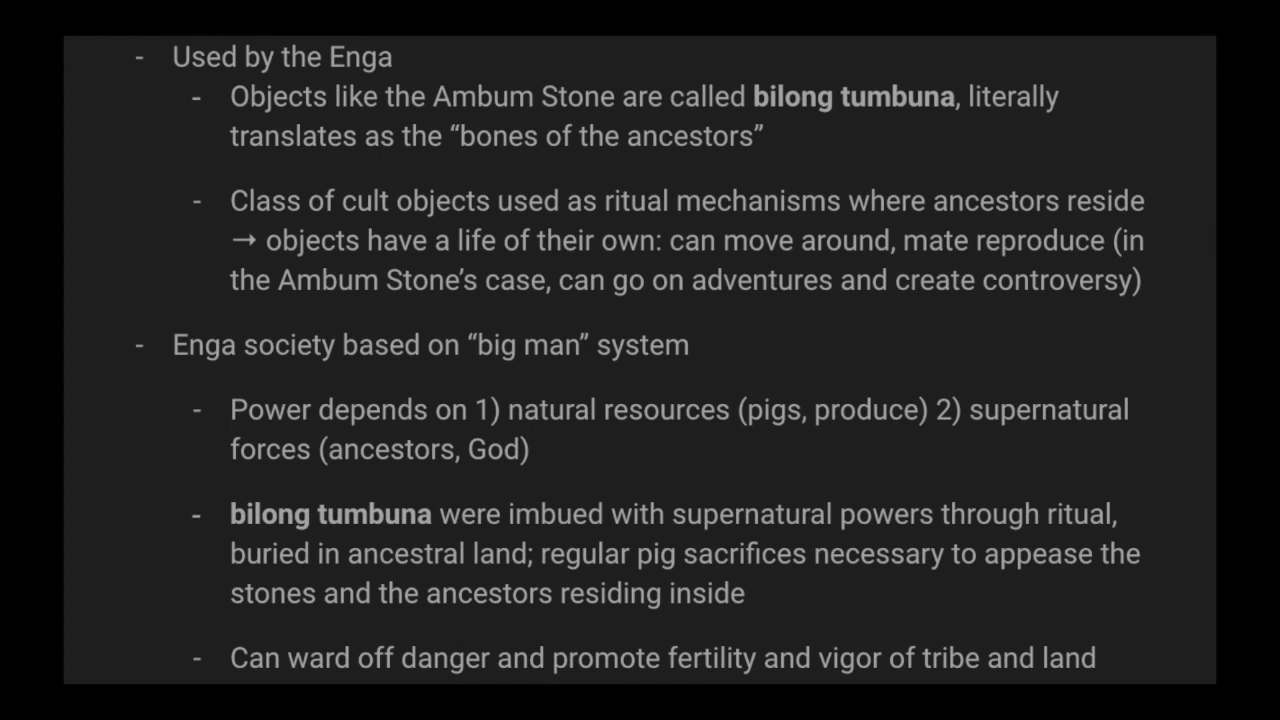 - Used by the Enga
- Objects like the Ambum Stone are called bilong tumbuna, literally
translates as the “bones of the ancestors”
- Class of cult objects used as ritual mechanisms where ancestors reside
→ objects have a life of their own: can move around, mate reproduce (in
the Ambum Stone’s case, can go on adventures and create controversy)
- Enga society based on “big man” system
- Power depends on 1) natural resources (pigs, produce) 2) supernatural
forces (ancestors, God)
- bilong tumbuna were imbued with supernatural powers through ritual,
buried in ancestral land; regular pig sacrifices necessary to appease the
stones and the ancestors residing inside
- Can ward off danger and promote fertility and vigor of tribe and land